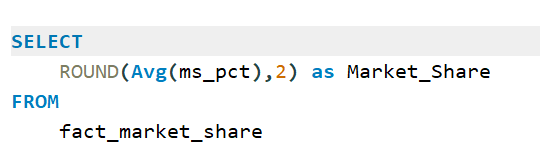 SELECT
ROUND(Avg(ms_pct),2) as Market_Share
FROM
fact_market_share